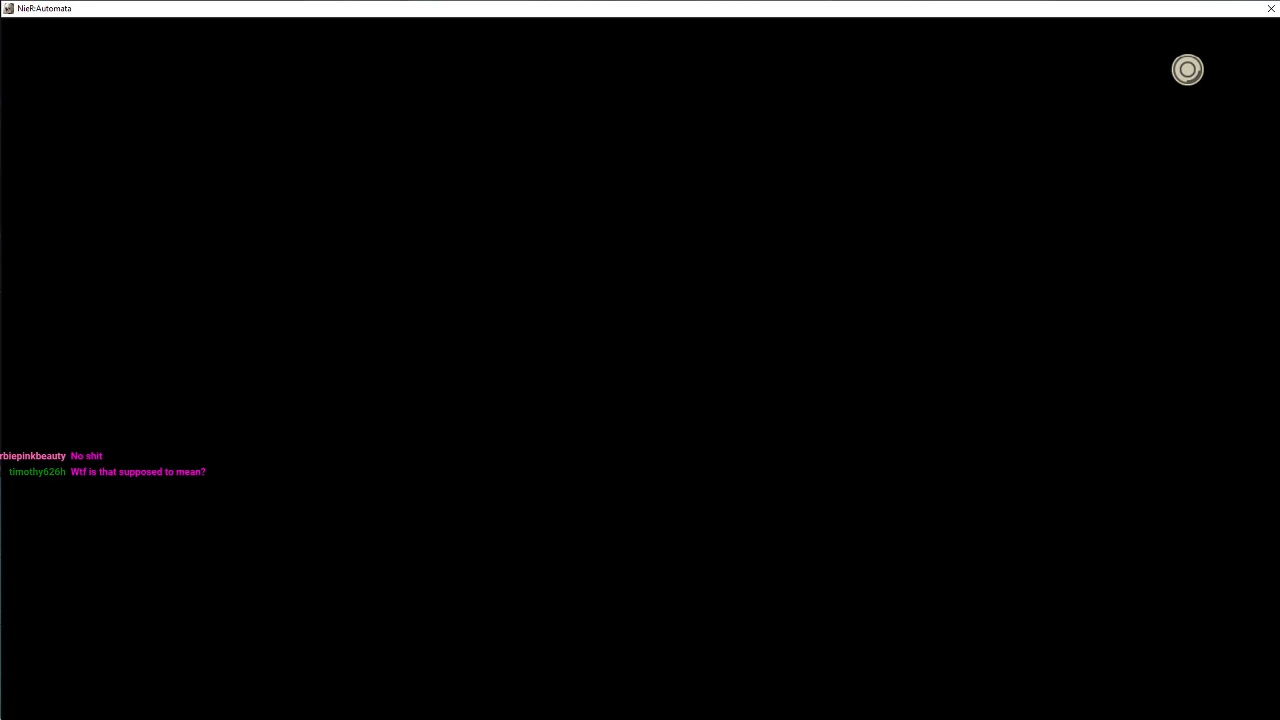 NieR:Automata
rbiepinkbeauty No shit
timothy626h Wtf is that supposed to mean?